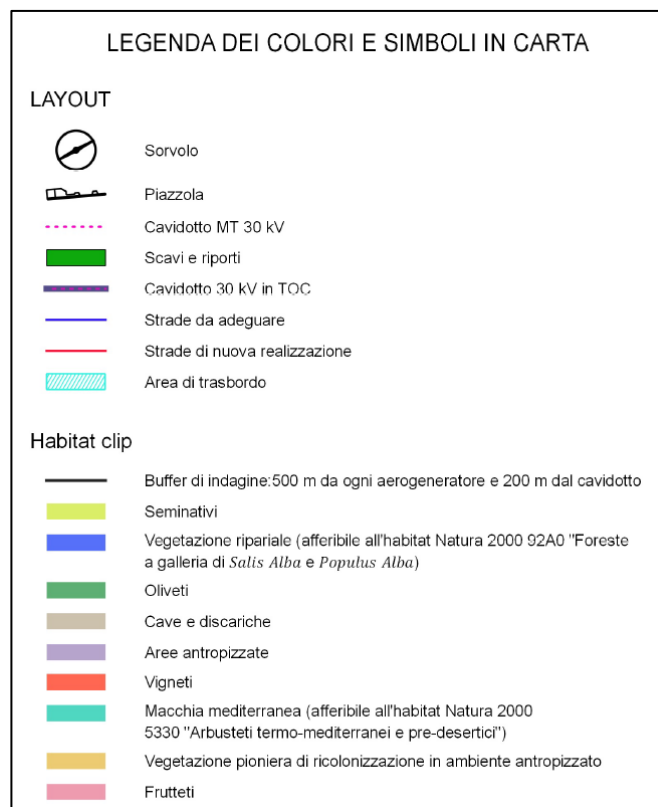 LEGENDA DEI COLORI E SIMBOLI IN CARTA
LAYOUT
Sorvolo
Piazzola
Cavidotto MT 30 kV
Scavi e riporti
Cavidotto 30 kV in TOC
Strade da adeguare
Strade di nuova realizzazione
Area di trasbordo
Habitat clip
Buffer di indagine:500 m da ogni aerogeneratore e 200 m dal cavidotto
Seminativi
Vegetazione ripariale (afferibile all'habitat Natura 2000 92A0 "Foreste
a galleria di Salis Alba e Populus Alba)
Oliveti
Cave e discariche
Aree antropizzate
Vigneti
Macchia mediterranea (afferibile all'habitat Natura 2000
5330 "Arbusteti termo-mediterranei e pre-desertici")
Vegetazione pioniera di ricolonizzazione in ambiente antropizzato
Frutteti